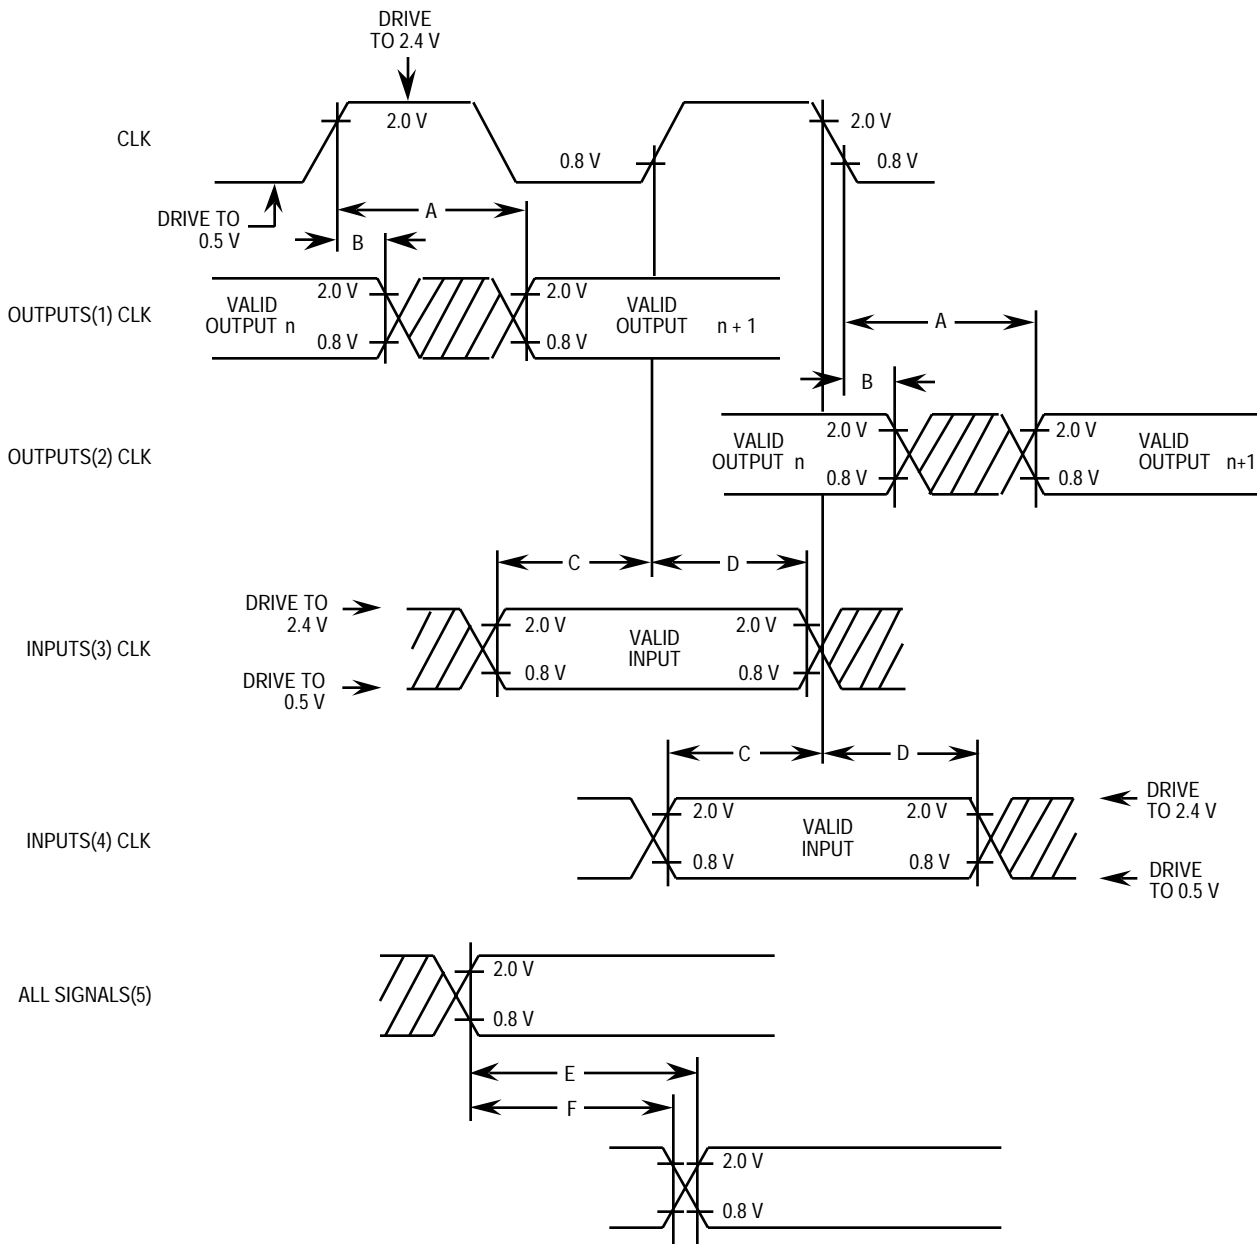 DRIVE
TO 2.4 V
CLK
2.0 V
0.8 V
2.0 V
0.8 V
DRIVE TO
0.5 V
A
B
OUTPUTS(1) CLK
VALID
OUTPUT n
2.0 V
0.8 V
2.0 V
0.8 V
VALID
OUTPUT n + 1
A
B
OUTPUTS(2) CLK
VALID
OUTPUT n
2.0 V
0.8 V
2.0 V
0.8 V
VALID
OUTPUT n+1
C
D
DRIVE TO
2.4 V
INPUTS(3) CLK
DRIVE TO
0.5 V
2.0 V
0.8 V
VALID
INPUT
2.0 V
0.8 V
C
D
INPUTS(4) CLK
2.0 V
0.8 V
VALID
INPUT
2.0 V
0.8 V
DRIVE
TO 2.4 V
DRIVE
TO 0.5 V
ALL SIGNALS(5)
2.0 V
0.8 V
E
F
2.0 V
0.8 V